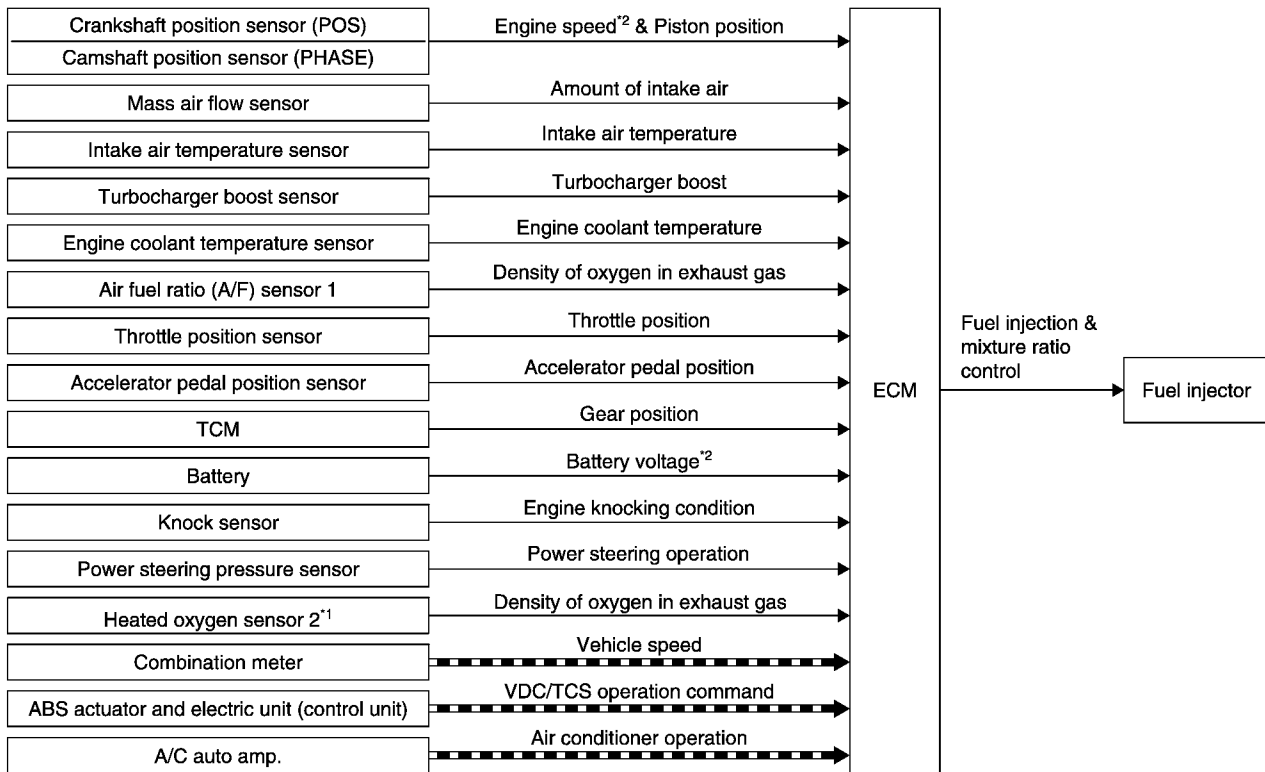 Crankshaft position sensor (POS)
Engine speed*2 & Piston position
Camshaft position sensor (PHASE)
Mass air flow sensor
Amount of intake air
Intake air temperature sensor
Intake air temperature
Turbocharger boost sensor
Turbocharger boost
Engine coolant temperature sensor
Engine coolant temperature
Air fuel ratio (A/F) sensor 1
Density of oxygen in exhaust gas
Throttle position sensor
Throttle position
Accelerator pedal position sensor
Accelerator pedal position
TCM
Gear position
Battery
Battery voltage*2
Knock sensor
Engine knocking condition
Power steering pressure sensor
Power steering operation
Heated oxygen sensor 2*1
Density of oxygen in exhaust gas
Combination meter
Vehicle speed
ABS actuator and electric unit (control unit)
VDC/TCS operation command
A/C auto amp.
Air conditioner operation
ECM
Fuel injection &
mixture ratio
control
Fuel injector